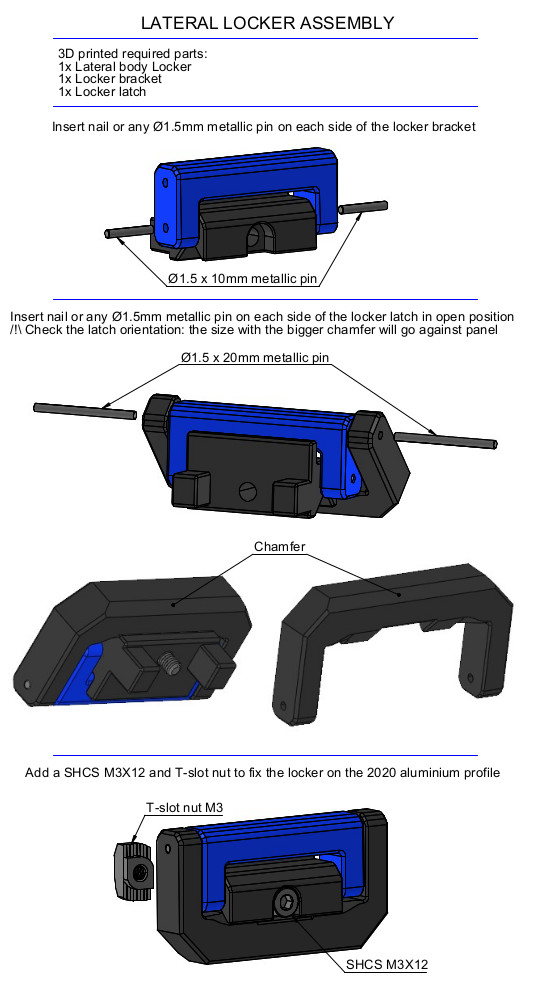 LATERAL LOCKER ASSEMBLY
3D printed required parts:
1x Lateral body Locker
1x Locker bracket
1x Locker latch
Insert nail or any Ø1.5mm metallic pin on each side of the locker bracket
Ø1.5 x 10mm metallic pin
Insert nail or any Ø1.5mm metallic pin on each side of the locker latch in open position
/!\ Check the latch orientation: the size with the bigger chamfer will go against panel
Ø1.5 x 20mm metallic pin
Chamfer
Add a SHCS M3X12 and T-slot nut to fix the locker on the 2020 aluminium profile
T-slot nut M3
SHCS M3X12